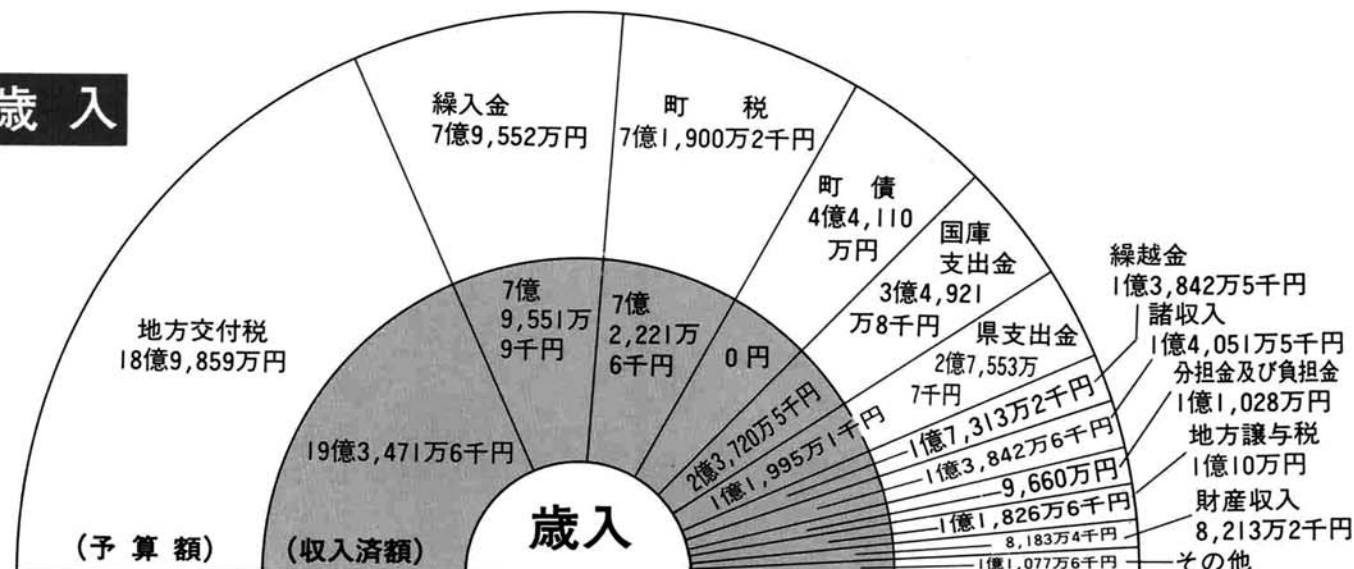 歳入
繰入金
7億9,552万円
町税
7億1,900万2千円
町債
4億4,110
万円
国庫
支出金
3億4,921
万8千円
県支出金
2億7,553万
7千円
繰越金
1億3,842万5千円
諸収入
1億4,051万5千円
分担金及び負担金
1億1,028万円
地方譲与税
1億10万円
財産収入
8,213万2千円
その他
地方交付税
18億9,859万円
19億3,471万6千円
7億
9,551万
9千円
7億
2,221万
6千円
0円
2億3,720万5千円
1億1,995万1千円
1億7,313万2千円
1億3,842万6千円
9,660万円
1億1,826万6千円
8,183万4千円
1億1,077万6千円
歳入
(予算額)
(収入済額)